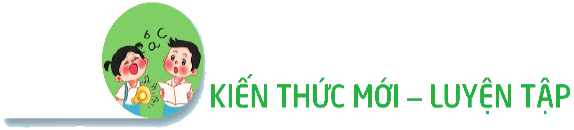 a b C
KIẾN THỨC MỚI – LUYỆN TẬP